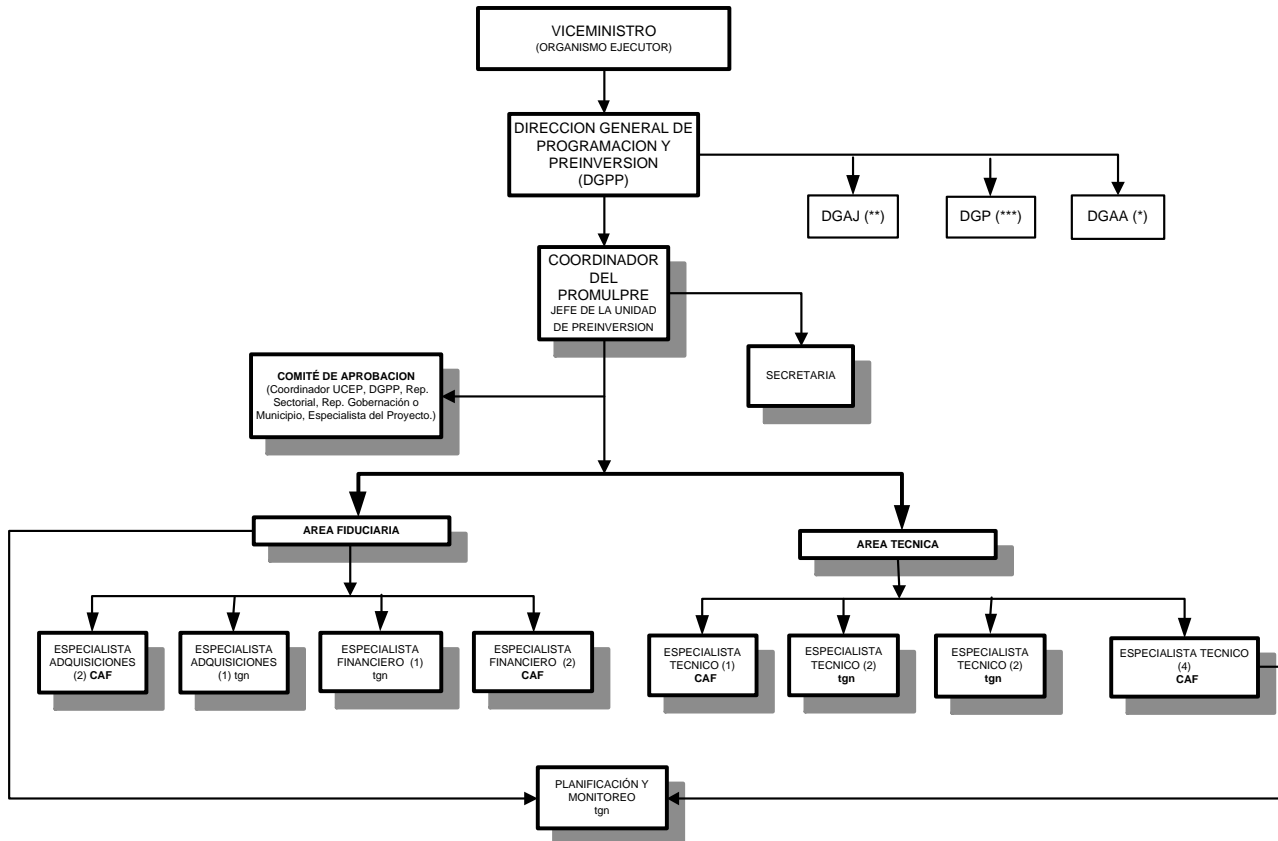 VICEMINISTRO
(ORGANISMO EJECUTOR)
DIRECCION GENERAL DE
PROGRAMACION Y
PREINVERSION
(DGPP)
DGAJ (**)
DGP (***)
DGAA (*)
COORDINADOR
DEL
PROMULPRE
JEFE DE LA UNIDAD
DE PREINVERSION
SECRETARIA
COMITÉ DE APROBACION
(Coordinador UCEP, DGPP, Rep.
Sectorial, Rep. Gobernación o
Municipio, Especialista del Proyecto.)
AREA FIDUCIARIA
AREA TECNICA
ESPECIALISTA
ADQUISICIONES
(2) CAF
ESPECIALISTA
ADQUISICIONES
(1) tgn
ESPECIALISTA
FINANCIERO (1)
tgn
ESPECIALISTA
FINANCIERO (2)
CAF
ESPECIALISTA
TECNICO (1)
CAF
ESPECIALISTA
TECNICO (2)
tgn
ESPECIALISTA
TECNICO (2)
tgn
ESPECIALISTA TECNICO
(4)
CAF
PLANIFICACIÓN Y
MONITOREO
tgn